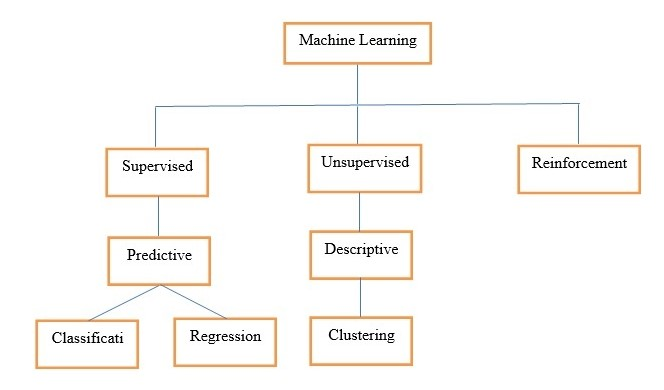 Machine Learning
Supervised
Unsupervised
Reinforcement
Predictive
Descriptive
Classificati
Regression
Clustering